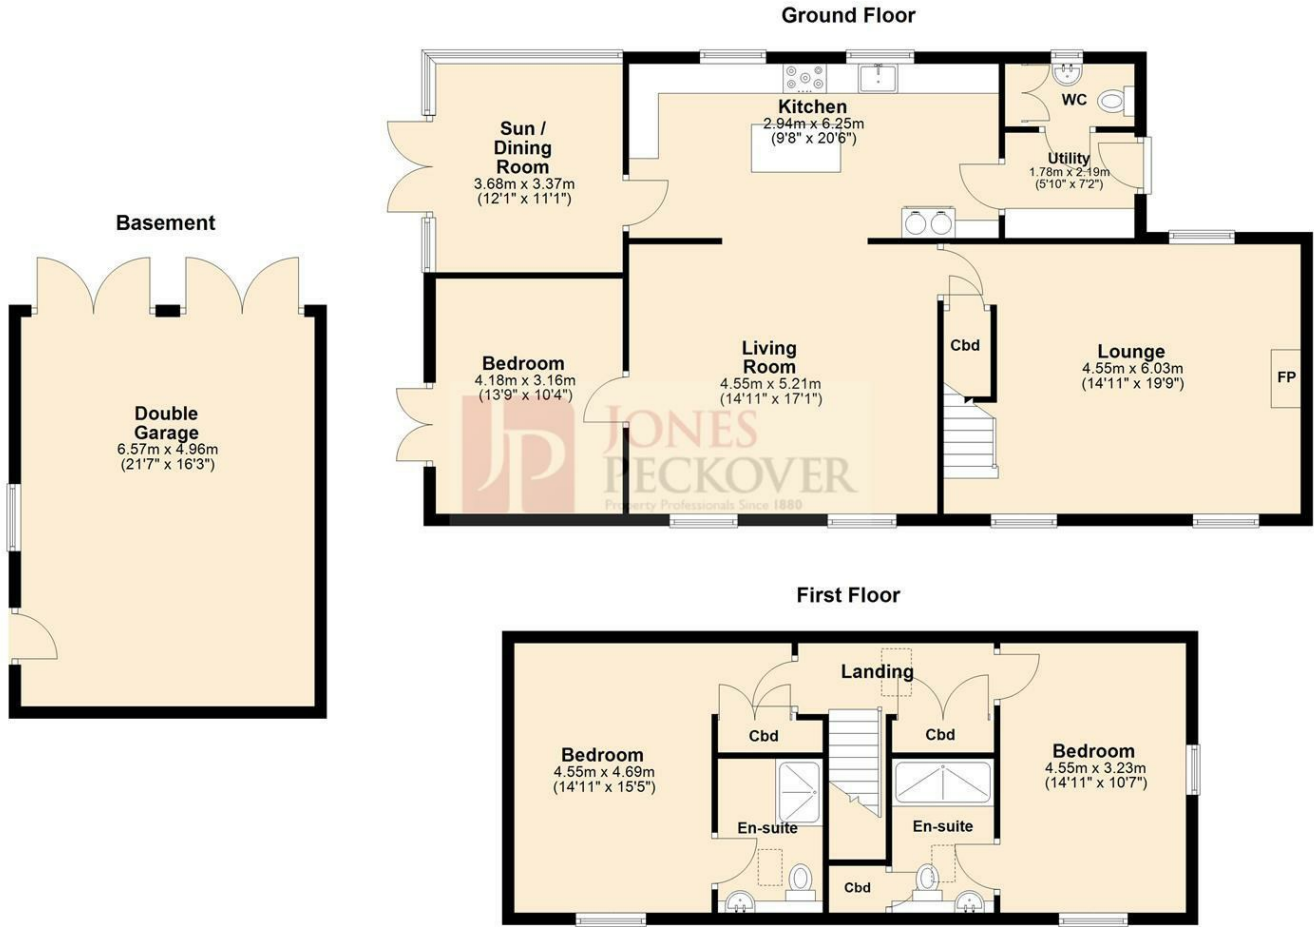 Ground Floor
Sun /
Dining
Room
3.68m x 3.37m
(12'1" x 11'1")
Kitchen
2.94m x 6.25m
(9'8" x 20'6")
WC
Utility
1.78m x 2.19m
(5'10" x 7'2")
Bedroom
4.18m x 3.16m
(13'9" x 10'4")
Living
Room
4.55m x 5.21m
(14'11" x 17'1")
Cbd
Lounge
4.55m x 6.03m
(14'11" x 19'9")
FP
JP
JONES
PECKOVER
Property Professionals Since 1880
Basement
Double
Garage
6.57m x 4.96m
(21'7" x 16'3")
First Floor
Landing
Cbd
Cbd
Bedroom
4.55m x 4.69m
(14'11" x 15'5")
Bedroom
4.55m x 3.23m
(14'11" x 10'7")
En-suite
En-suite
Cbd